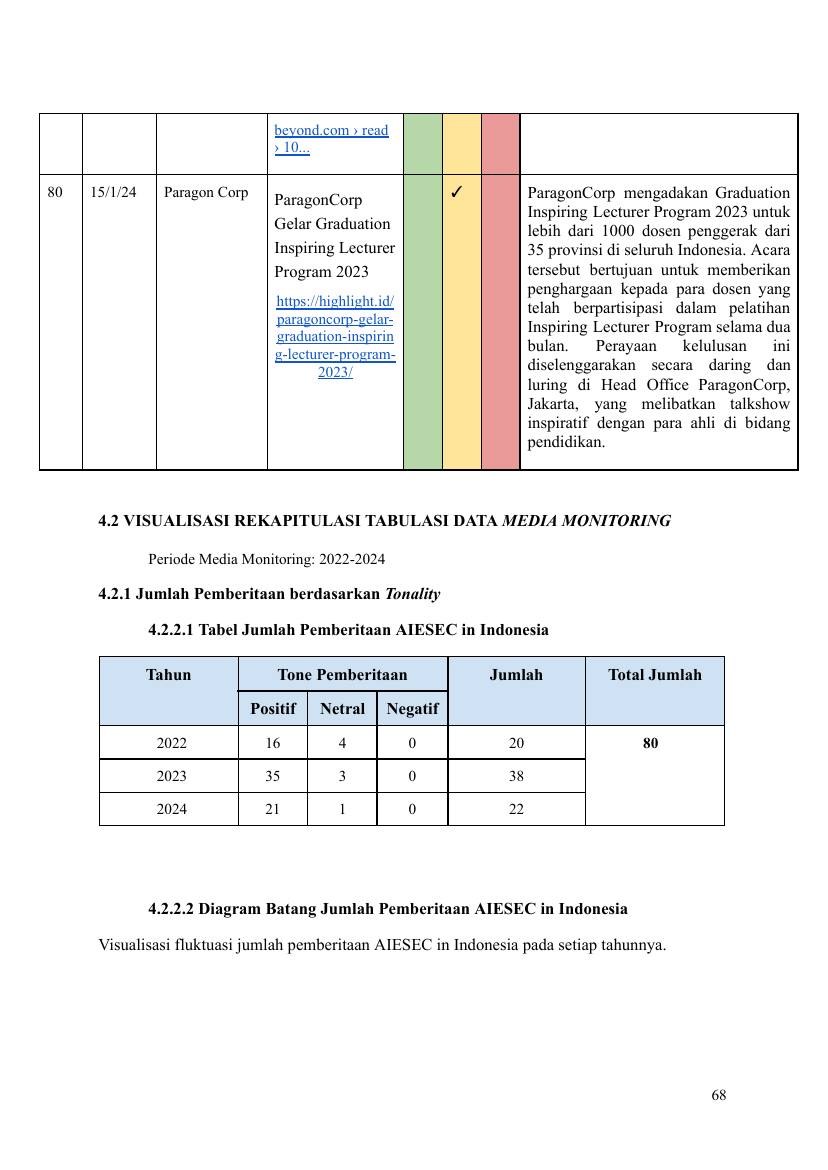 beyond.com › read
› 10...
80
15/1/24
Paragon Corp
ParagonCorp
Gelar Graduation
Inspiring Lecturer
Program 2023
https://highlight.id/
paragoncorp-gelar-
graduation-inspirin
g-lecturer-program-
2023/
✓
ParagonCorp mengadakan Graduation
Inspiring Lecturer Program 2023 untuk
lebih dari 1000 dosen penggerak dari
35 provinsi di seluruh Indonesia. Acara
tersebut bertujuan untuk memberikan
penghargaan kepada para dosen yang
telah berpartisipasi dalam pelatihan
Inspiring Lecturer Program selama dua
bulan. Perayaan kelulusan ini
diselenggarakan secara daring dan
luring di Head Office ParagonCorp,
Jakarta, yang melibatkan talkshow
inspiratif dengan para ahli di bidang
pendidikan.
4.2 VISUALISASI REKAPITULASI TABULASI DATA MEDIA MONITORING
Periode Media Monitoring: 2022-2024
4.2.1 Jumlah Pemberitaan berdasarkan Tonality
4.2.2.1 Tabel Jumlah Pemberitaan AIESEC in Indonesia
Tahun Tone Pemberitaan Jumlah Total Jumlah
Positif Netral Negatif
2022 16 4 0 20 80
2023 35 3 0 38
2024 21 1 0 22
4.2.2.2 Diagram Batang Jumlah Pemberitaan AIESEC in Indonesia
Visualisasi fluktuasi jumlah pemberitaan AIESEC in Indonesia pada setiap tahunnya.
68